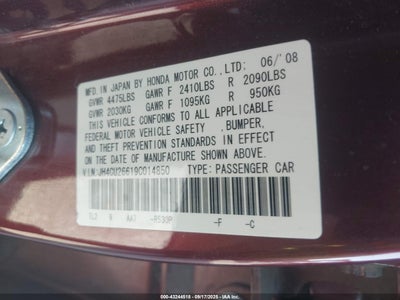 MFD. IN JAPAN BY HONDA MOTOR CO., LTD: 06/'08
GVWR 4475LBS GAWR F 2410LBS R 2090LBS
GVWR 2030KG GAWR F 1095KG R 950KG
THIS VEHICLE CONFORMS TO ALL APPLICABLE
FEDERAL MOTOR VEHICLE SAFETY ,BUMPER,
AND THEFT PREVENTION STANDARDS IN EFFECT
ON THE DATE OF MANUFACTURE SHOWN ABOVE.
V.I.N:JH4CU26619C014850 TYPE: PASSENGER CAR
-R530P -F -C
000 - 43244518 - 09/17/2025 - IAA Inc.